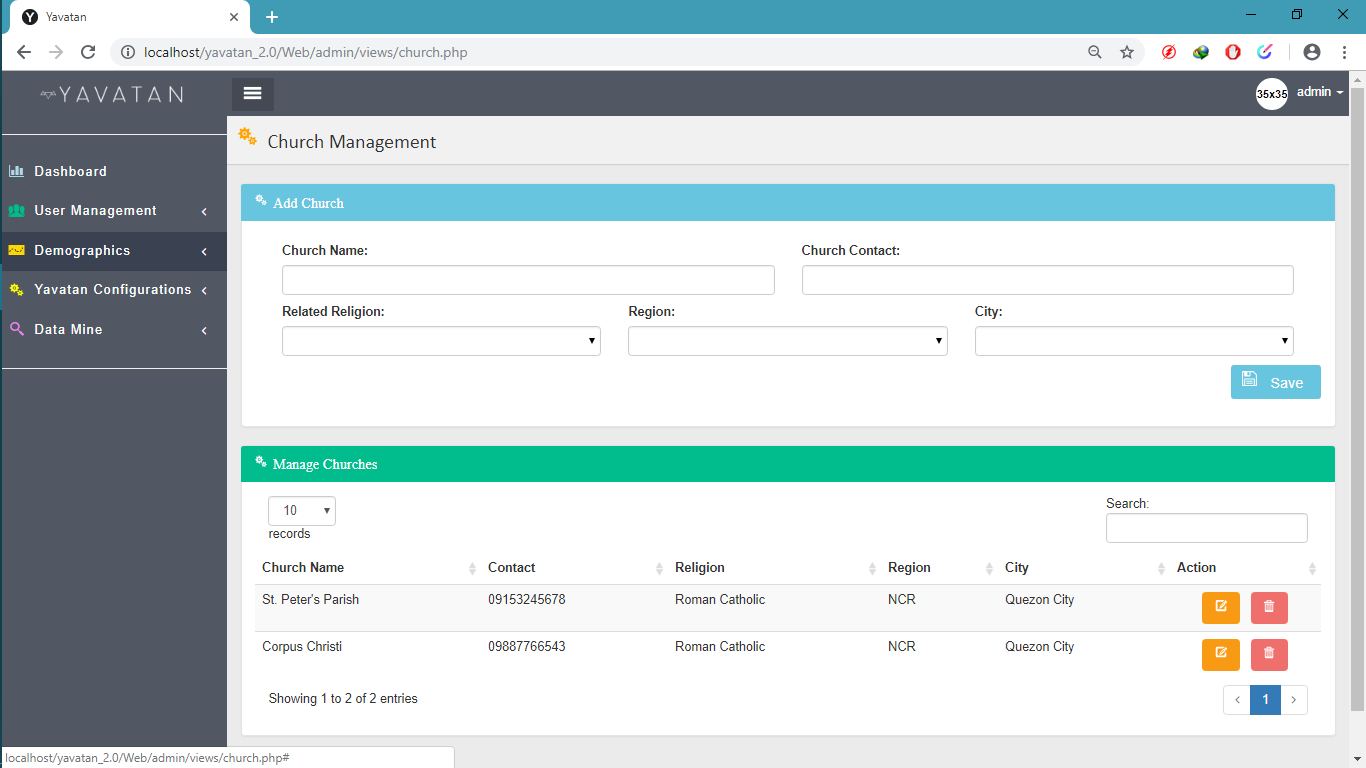 Yavatan
localhost/yavatan_2.0/Web/admin/views/church.php
YAVATAN
35x35 admin
Church Management
Dashboard
User Management
Demographics
Yavatan Configurations
Data Mine
Add Church
Church Name: Church Contact:
Related Religion: Region: City:
Save
Manage Churches
10
records
Search:
Church Name Contact Religion Region City Action
St. Peter's Parish 09153245678 Roman Catholic NCR Quezon City
Corpus Christi 09887766543 Roman Catholic NCR Quezon City
Showing 1 to 2 of 2 entries
‹ 1 ›
localhost/yavatan_2.0/Web/admin/views/church.php#